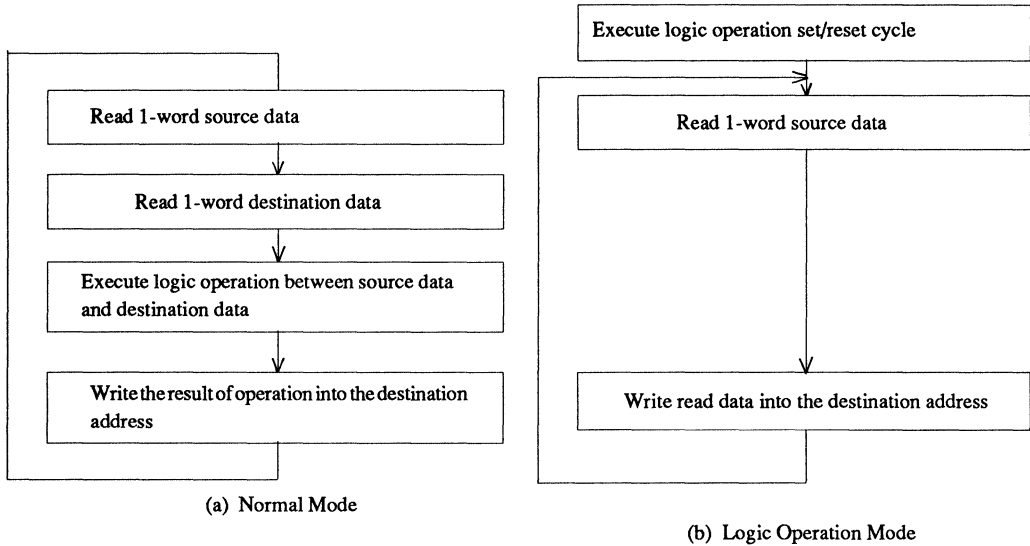 Read 1-word source data
Read 1-word destination data
Execute logic operation between source data
and destination data
Write the result of operation into the destination
address
(a) Normal Mode
Execute logic operation set/reset cycle
Read 1-word source data
Write read data into the destination address
(b) Logic Operation Mode